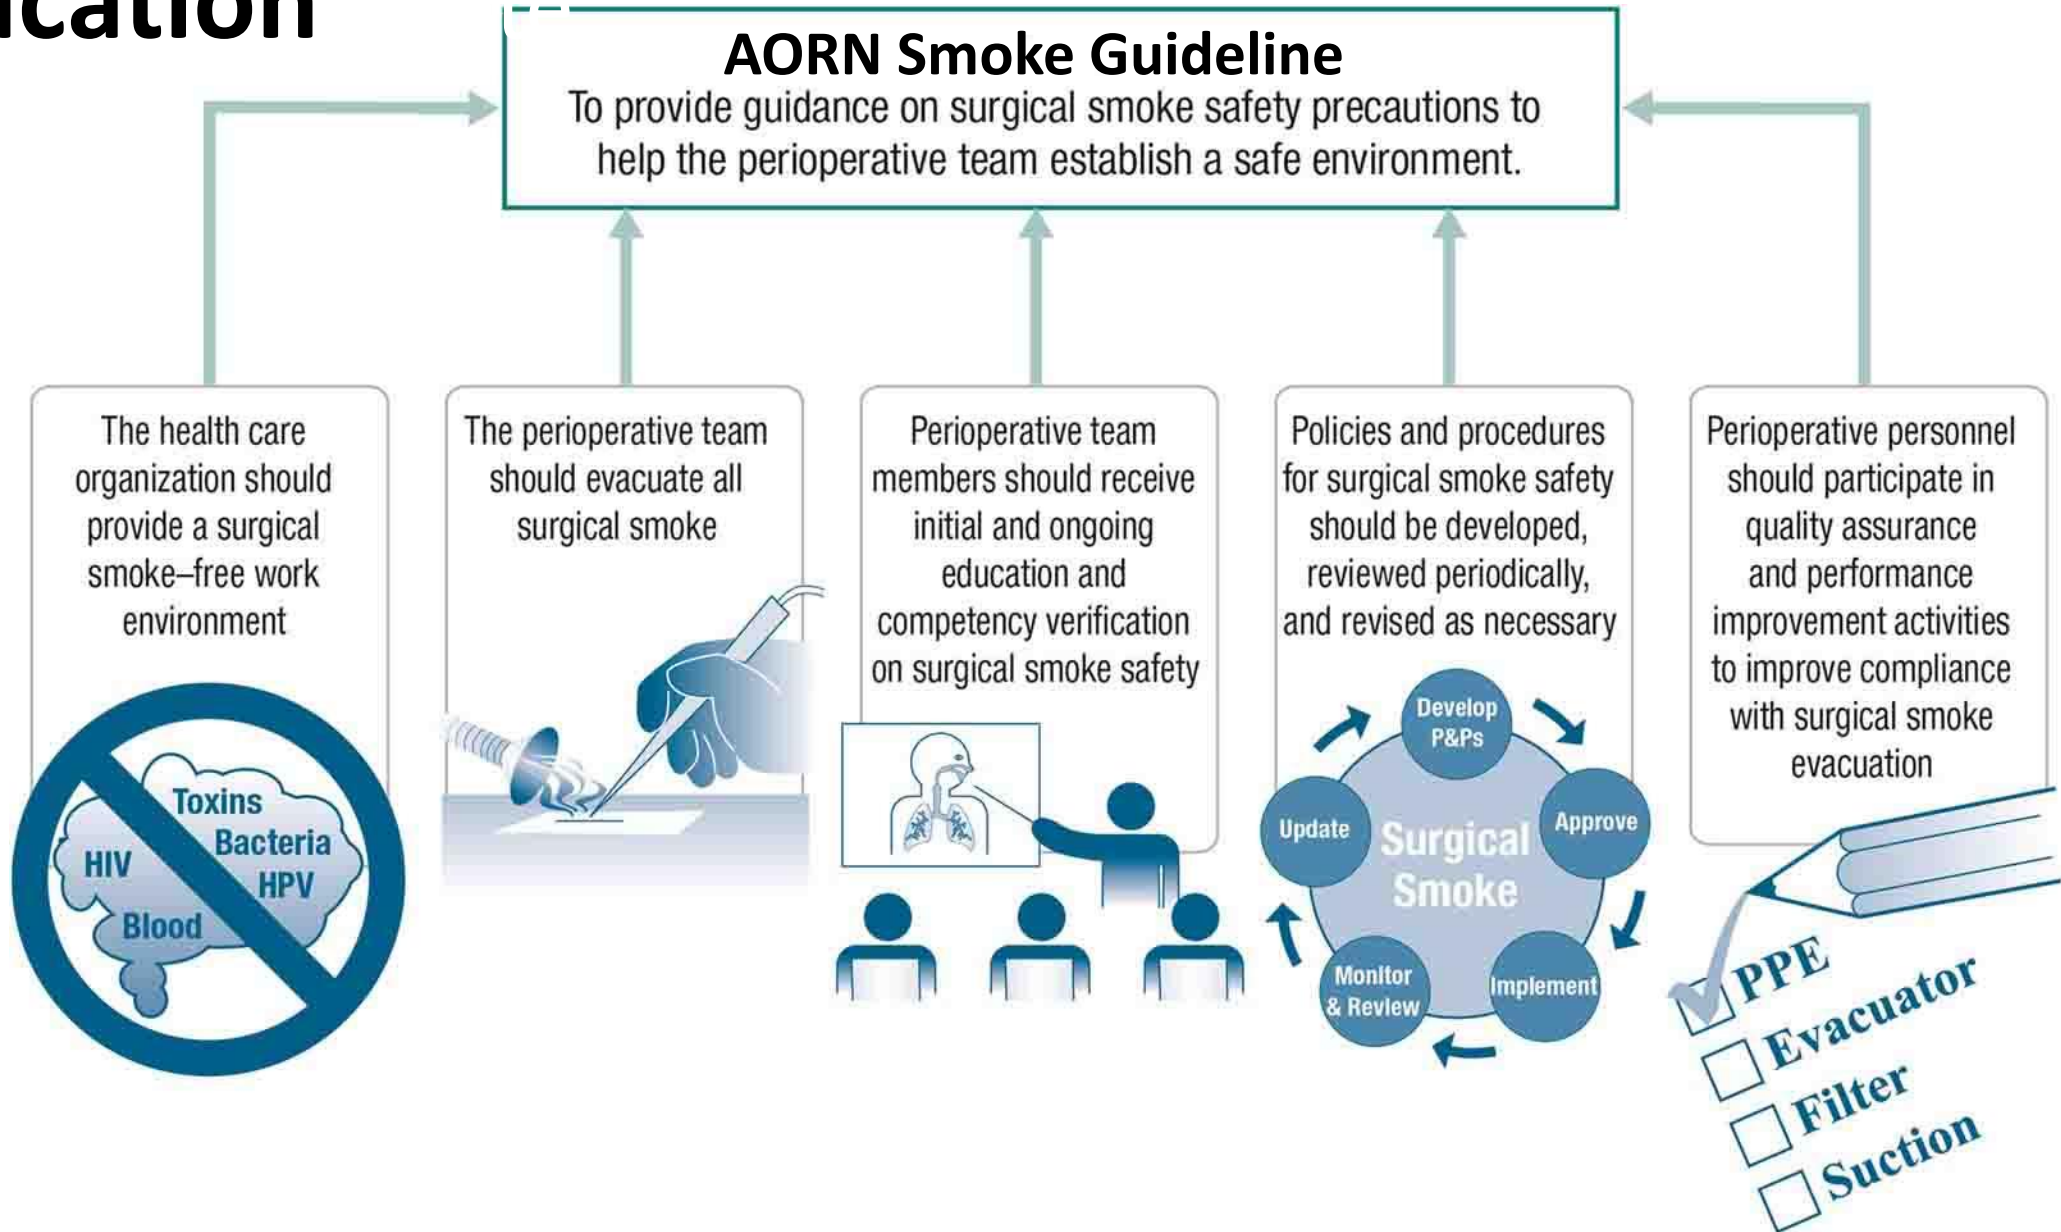 AORN Smoke Guideline
To provide guidance on surgical smoke safety precautions to
help the perioperative team establish a safe environment.
The health care
organization should
provide a surgical
smoke–free work
environment
Toxins
Bacteria
HIV
HPV
Blood
The perioperative team
should evacuate all
surgical smoke
Perioperative team
members should receive
initial and ongoing
education and
competency verification
on surgical smoke safety
Policies and procedures
for surgical smoke safety
should be developed,
reviewed periodically,
and revised as necessary
Develop
P&Ps
Approve
Implement
Monitor
& Review
Update
Surgical
Smoke
Perioperative personnel
should participate in
quality assurance
and performance
improvement activities
to improve compliance
with surgical smoke
evacuation
PPE
Evacuator
Filter
Suction